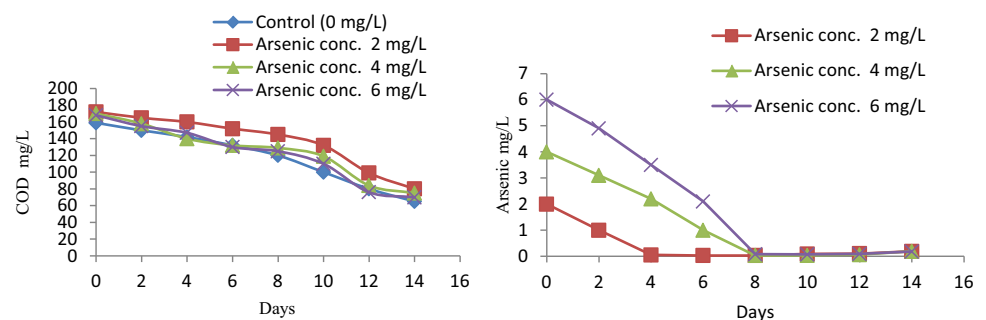 Control (0 mg/L)
Arsenic conc. 2 mg/L
Arsenic conc. 4 mg/L
Arsenic conc. 6 mg/L
COD mg/L
200
180
160
140
120
100
80
60
40
20
0
0 2 4 6 8 10 12 14 16
Days
Arsenic conc. 2 mg/L
Arsenic conc. 4 mg/L
Arsenic conc. 6 mg/L
Arsenic mg/L
7
6
5
4
3
2
1
0
0 2 4 6 8 10 12 14 16
Days